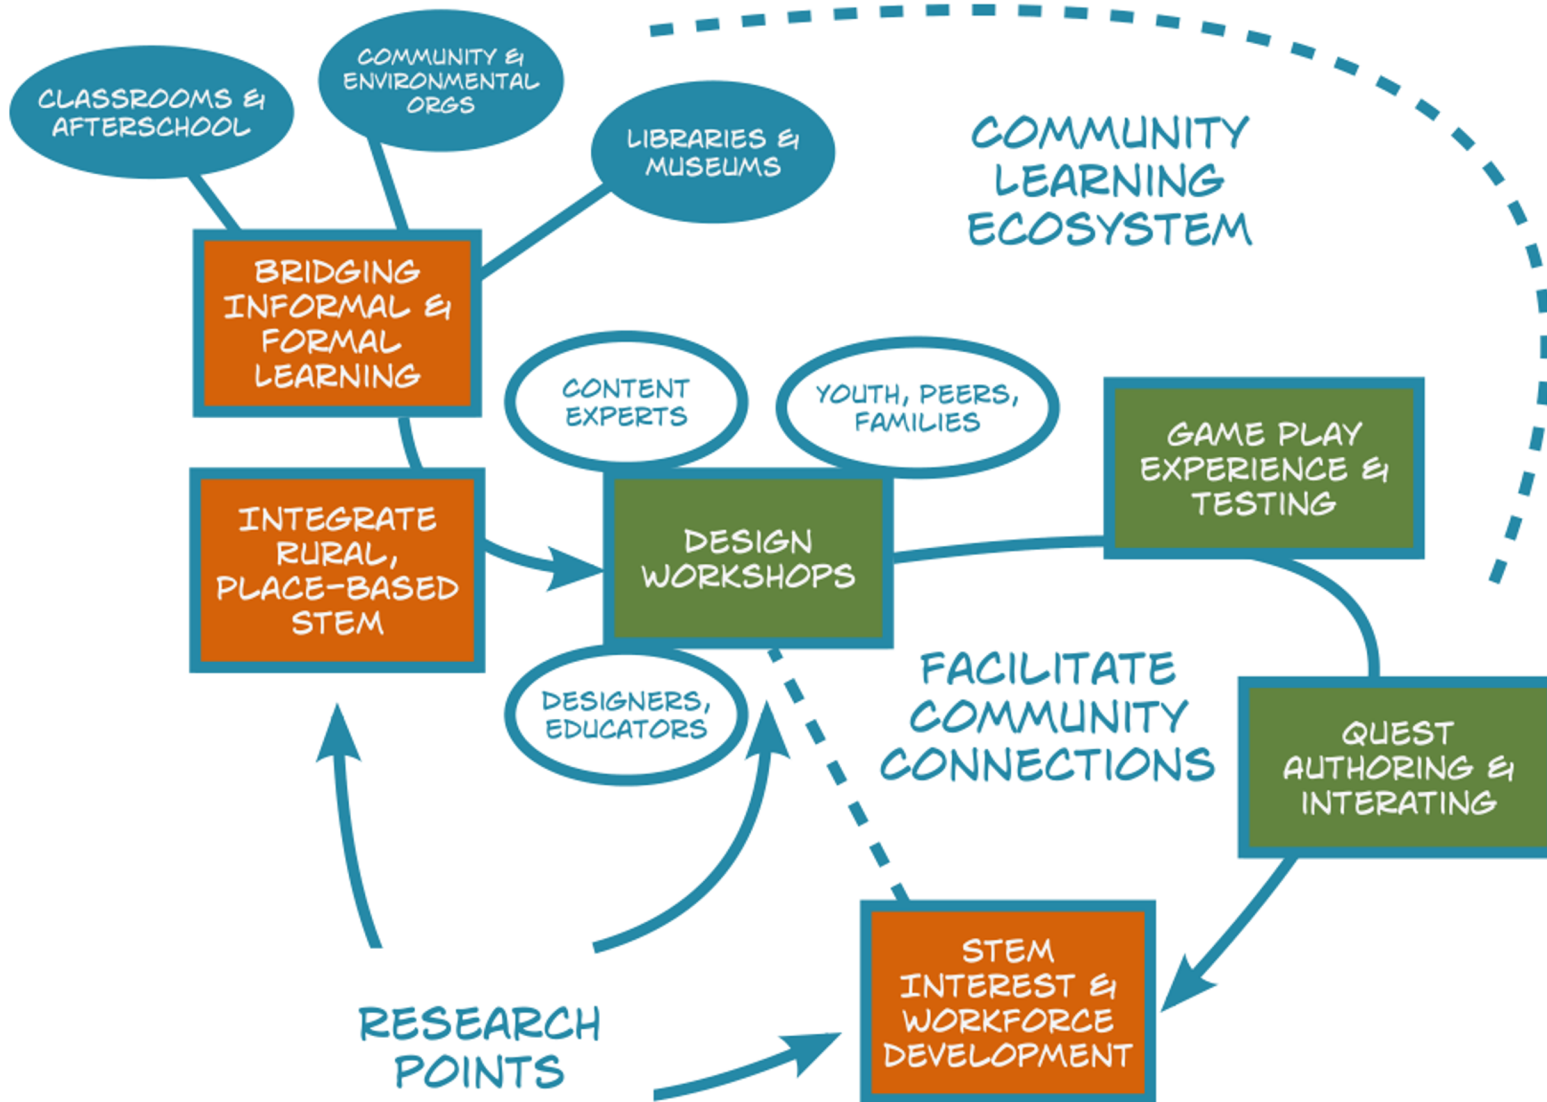 CLASSROOMS &
AFTERSCHOOL
COMMUNITY &
ENVIRONMENTAL
ORGS
LIBRARIES &
MUSEUMS
COMMUNITY
LEARNING
ECOSYSTEM
BRIDGING
INFORMAL &
FORMAL
LEARNING
CONTENT
EXPERTS
YOUTH, PEERS,
FAMILIES
GAME PLAY
EXPERIENCE &
TESTING
INTEGRATE
RURAL,
PLACE-BASED
STEM
DESIGN
WORKSHOPS
DESIGNERS,
EDUCATORS
FACILITATE
COMMUNITY
CONNECTIONS
QUEST
AUTHORING &
INTERATING
STEM
INTEREST &
WORKFORCE
DEVELOPMENT
RESEARCH
POINTS